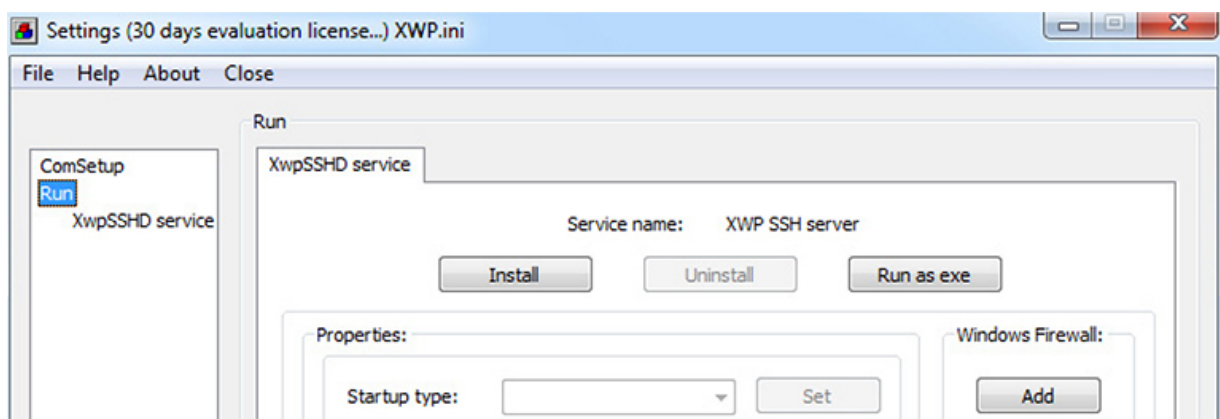 Settings (30 days evaluation license...) XWP.ini
File Help About Close
Run
ComSetup
Run
XwpSSHD service
XwpSSHD service
Service name: XWP SSH server
Install Uninstall Run as exe
Properties: Windows Firewall:
Startup type: Set Add